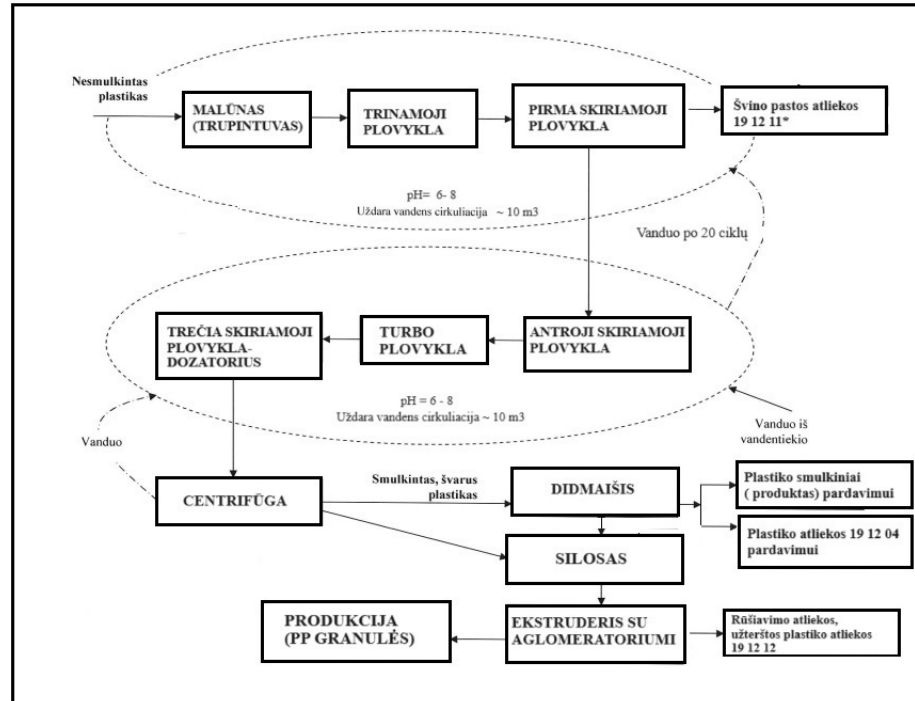 Nesmulkintas
plastikas
MALŪNAS
(TRUPINTUVAS)
TRINAMOJI
PLOVYKLA
PIRMA SKIRIAMOJI
PLOVYKLA
Švino pastos atliekos
19 12 11*
pH= 6- 8
Uždara vandens cirkuliacija ~ 10 m3
Vanduo po 20 ciklų
TREČIA SKIRIAMOJI
PLOVYKLA-
DOZATORIUS
TURBO
PLOVYKLA
ANTROJI SKIRIAMOJI
PLOVYKLA
pH = 6 - 8
Uždara vandens cirkuliacija ~ 10 m3
Vanduo
Vanduo iš
vandentiekio
CENTRIFŪGA
Smulkintas, švarus
plastikas
DIDMAIŠIS
Plastiko smulkiniai
( produktas) pardavimui
Plastiko atliekos 19 12 04
pardavimui
SILOSAS
PRODUKCIJA
(PP GRANULĖS)
EKSTRUDERIS SU
AGLOMERATORIUMI
Rūšiavimo atliekos,
užterštos plastiko atliekos
19 12 12